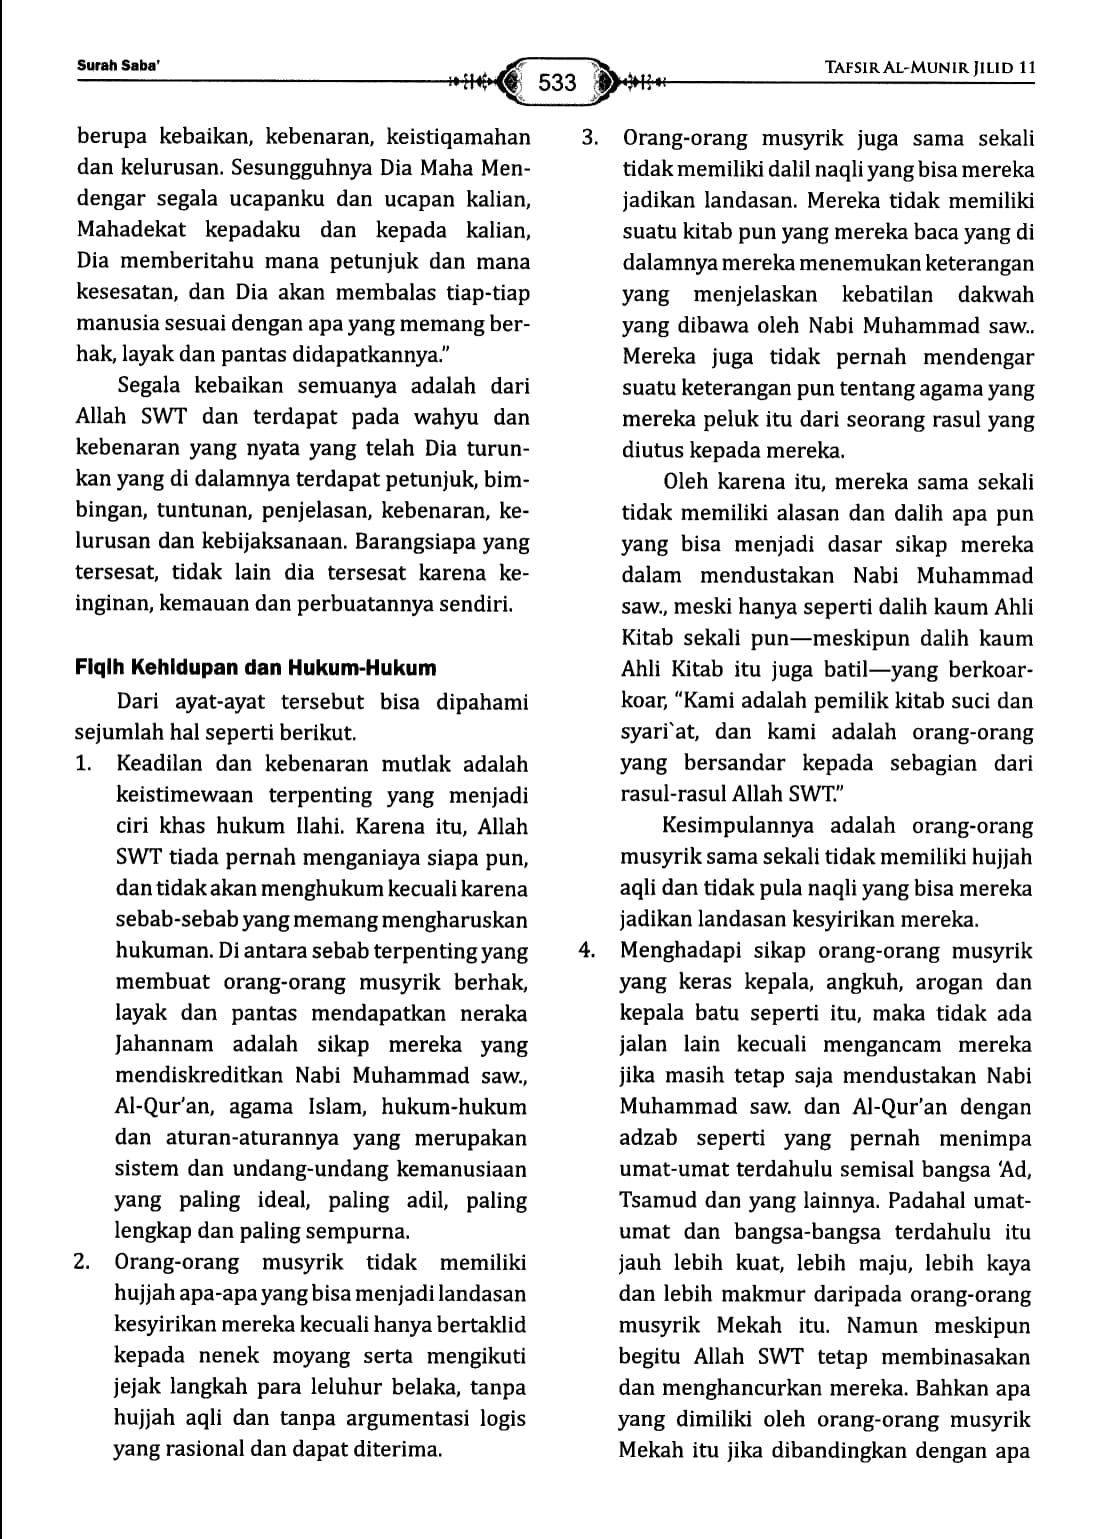 Surah Saba'
533
TAFSIR AL-MUNIR JILID 11
berupa kebaikan, kebenaran, keistiqamahan
dan kelurusan. Sesungguhnya Dia Maha Men-
dengar segala ucapanku dan ucapan kalian,
Mahadekat kepadaku dan kepada kalian,
Dia memberitahu mana petunjuk dan mana
kesesatan, dan Dia akan membalas tiap-tiap
manusia sesuai dengan apa yang memang ber-
hak, layak dan pantas didapatkannya."
Segala kebaikan semuanya adalah dari
Allah SWT dan terdapat pada wahyu dan
kebenaran yang nyata yang telah Dia turun-
kan yang di dalamnya terdapat petunjuk, bim-
bingan, tuntunan, penjelasan, kebenaran, ke-
lurusan dan kebijaksanaan. Barangsiapa yang
tersesat, tidak lain dia tersesat karena ke-
inginan, kemauan dan perbuatannya sendiri.
Fiqih Kehidupan dan Hukum-Hukum
Dari ayat-ayat tersebut bisa dipahami
sejumlah hal seperti berikut.
1. Keadilan dan kebenaran mutlak adalah
keistimewaan terpenting yang menjadi
ciri khas hukum Ilahi. Karena itu, Allah
SWT tiada pernah menganiaya siapa pun,
dan tidak akan menghukum kecuali karena
sebab-sebab yang memang mengharuskan
hukuman. Di antara sebab terpenting yang
membuat orang-orang musyrik berhak,
layak dan pantas mendapatkan neraka
Jahannam adalah sikap mereka yang
mendiskreditkan Nabi Muhammad saw.,
Al-Qur'an, agama Islam, hukum-hukum
dan aturan-aturannya yang merupakan
sistem dan undang-undang kemanusiaan
yang paling ideal, paling adil, paling
lengkap dan paling sempurna.
2. Orang-orang musyrik tidak memiliki
hujjah apa-apa yang bisa menjadi landasan
kesyirikan mereka kecuali hanya bertaklid
kepada nenek moyang serta mengikuti
jejak langkah para leluhur belaka, tanpa
hujjah aqli dan tanpa argumentasi logis
yang rasional dan dapat diterima.
3. Orang-orang musyrik juga sama sekali
tidak memiliki dalil naqli yang bisa mereka
jadikan landasan. Mereka tidak memiliki
suatu kitab pun yang mereka baca yang di
dalamnya mereka menemukan keterangan
yang menjelaskan kebatilan dakwah
yang dibawa oleh Nabi Muhammad saw..
Mereka juga tidak pernah mendengar
suatu keterangan pun tentang agama yang
mereka peluk itu dari seorang rasul yang
diutus kepada mereka.
Oleh karena itu, mereka sama sekali
tidak memiliki alasan dan dalih apa pun
yang bisa menjadi dasar sikap mereka
dalam mendustakan Nabi Muhammad
saw., meski hanya seperti dalih kaum Ahli
Kitab sekali pun—meskipun dalih kaum
Ahli Kitab itu juga batil—yang berkoar-
koar, "Kami adalah pemilik kitab suci dan
syari`at, dan kami adalah orang-orang
yang bersandar kepada sebagian dari
rasul-rasul Allah SWT."
Kesimpulannya adalah orang-orang
musyrik sama sekali tidak memiliki hujjah
aqli dan tidak pula naqli yang bisa mereka
jadikan landasan kesyirikan mereka.
4. Menghadapi sikap orang-orang musyrik
yang keras kepala, angkuh, arogan dan
kepala batu seperti itu, maka tidak ada
jalan lain kecuali mengancam mereka
jika masih tetap saja mendustakan Nabi
Muhammad saw. dan Al-Qur'an dengan
adzab seperti yang pernah menimpa
umat-umat terdahulu semisal bangsa 'Ad,
Tsamud dan yang lainnya. Padahal umat-
umat dan bangsa-bangsa terdahulu itu
jauh lebih kuat, lebih maju, lebih kaya
dan lebih makmur daripada orang-orang
musyrik Mekah itu. Namun meskipun
begitu Allah SWT tetap membinasakan
dan menghancurkan mereka. Bahkan apa
yang dimiliki oleh orang-orang musyrik
Mekah itu jika dibandingkan dengan apa